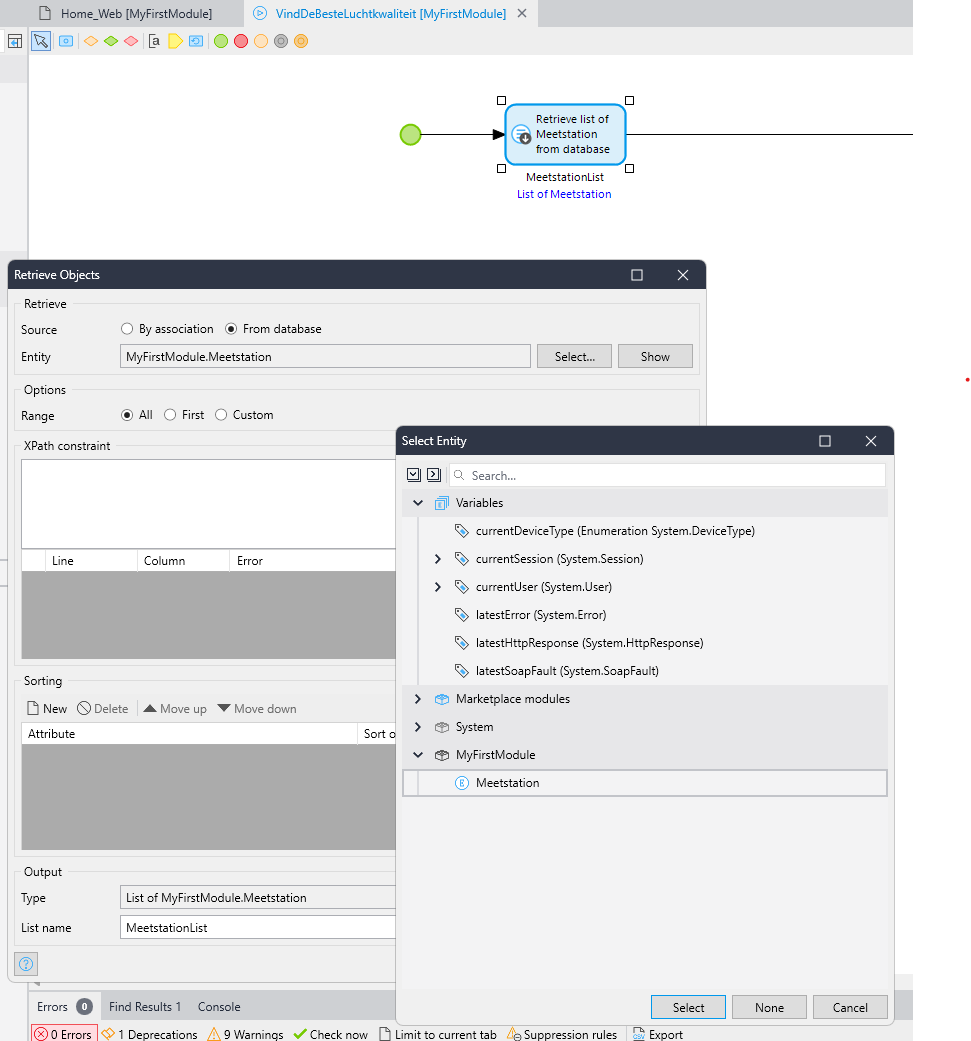 Home_Web [MyFirstModule]
VindDeBesteLuchtkwaliteit [MyFirstModule]
Retrieve list of
Meetstation
from database
MeetstationList
List of Meetstation
Retrieve Objects
Retrieve
Source
By association
From database
Entity
MyFirstModule.Meetstation
Select...
Show
Options
Range
All
First
Custom
XPath constraint
Line
Column
Error
Sorting
New
Delete
Move up
Move down
Attribute
Sort o
Output
Type
List of MyFirstModule.Meetstation
List name
MeetstationList
Select Entity
Search...
Variables
currentDeviceType (Enumeration System.DeviceType)
currentSession (System.Session)
currentUser (System.User)
latestError (System.Error)
latestHttpResponse (System.HttpResponse)
latestSoapFault (System.SoapFault)
Marketplace modules
System
MyFirstModule
Meetstation
Select
None
Cancel
Errors 0
Find Results 1
Console
0 Errors
1 Deprecations
9 Warnings
Check now
Limit to current tab
Suppression rules
Export